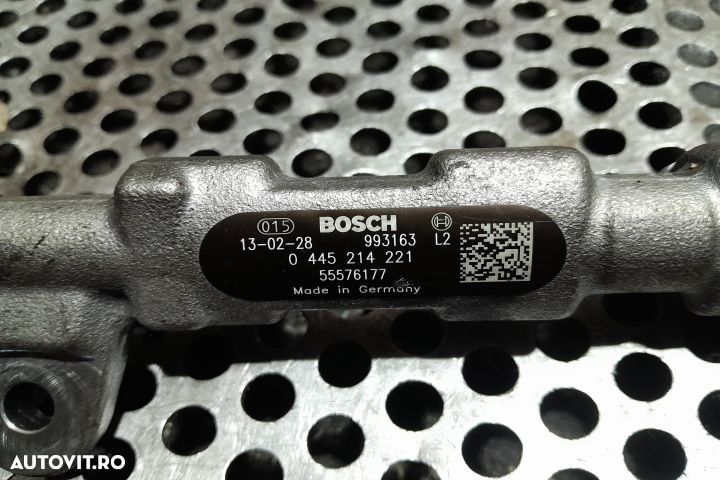 015 BOSCH
13-02-28 993163 L2
0 445 214 221
55576177
Made in Germany
AUTOVIT.RO